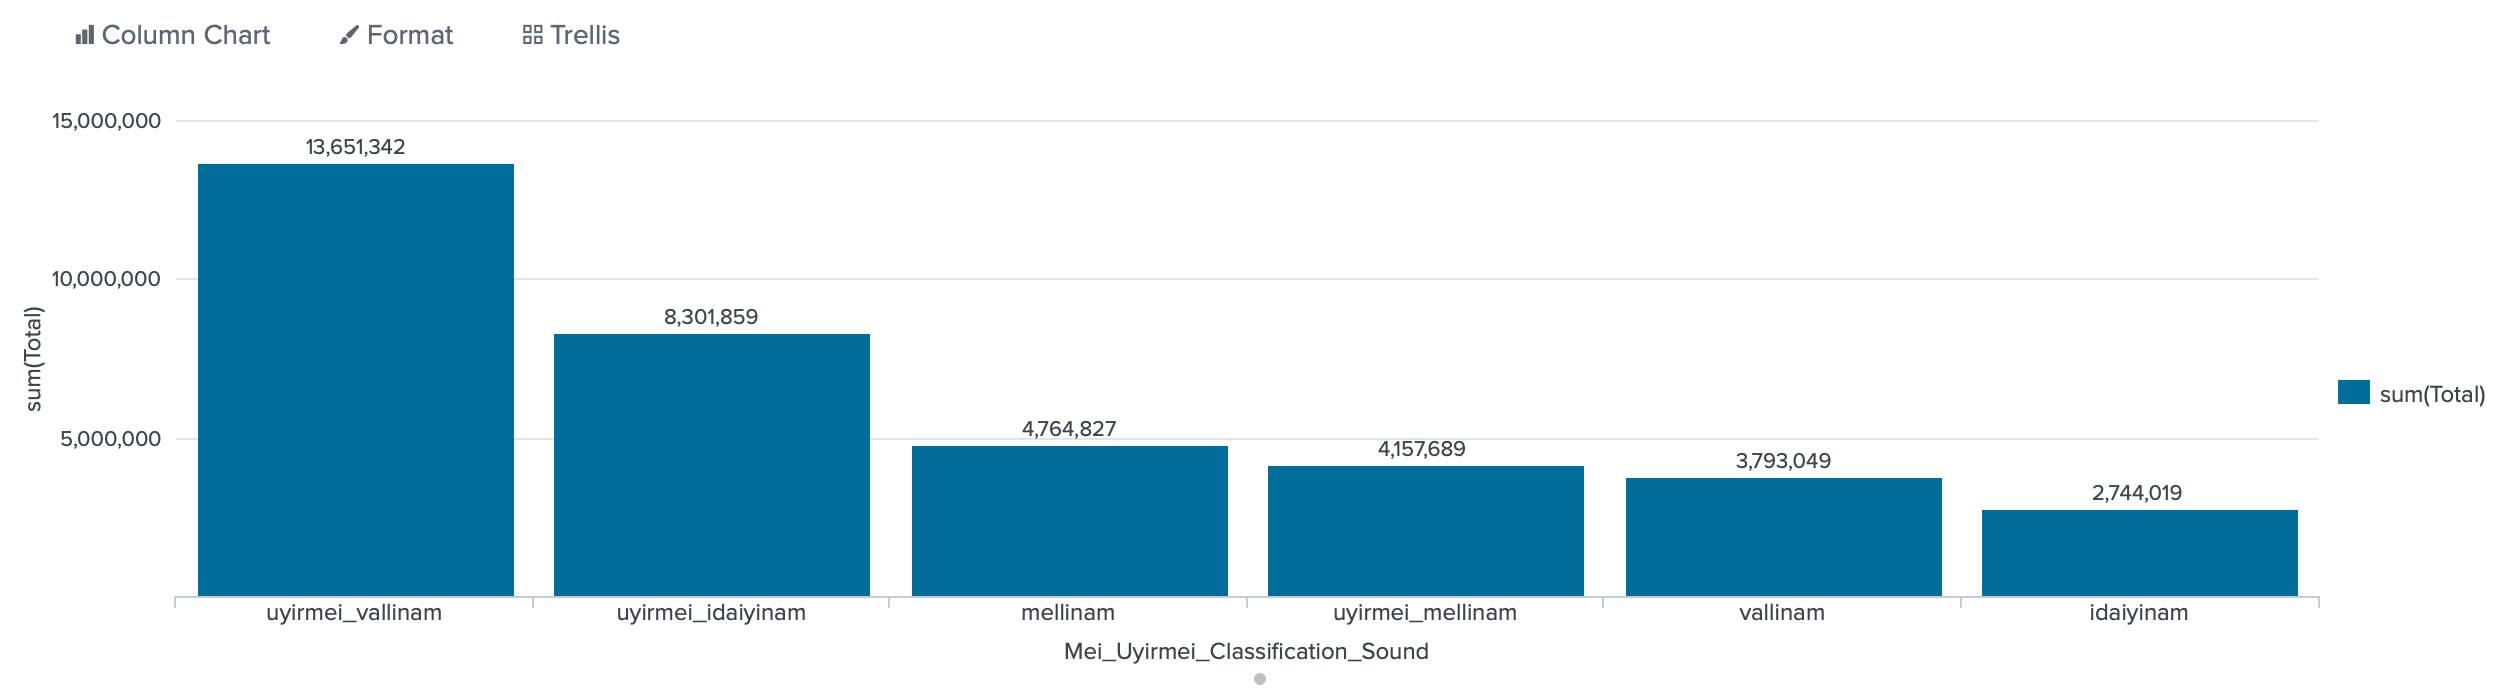 Column Chart Format Trellis
15,000,000
13,651,342
10,000,000
8,301,859
sum(Total)
sum(Total)
5,000,000
4,764,827
4,157,689
3,793,049
2,744,019
uyirmei_vallinam uyirmei_idaiyinam mellinam uyirmei_mellinam vallinam idaiyinam
Mei_Uyirmei_Classification_Sound